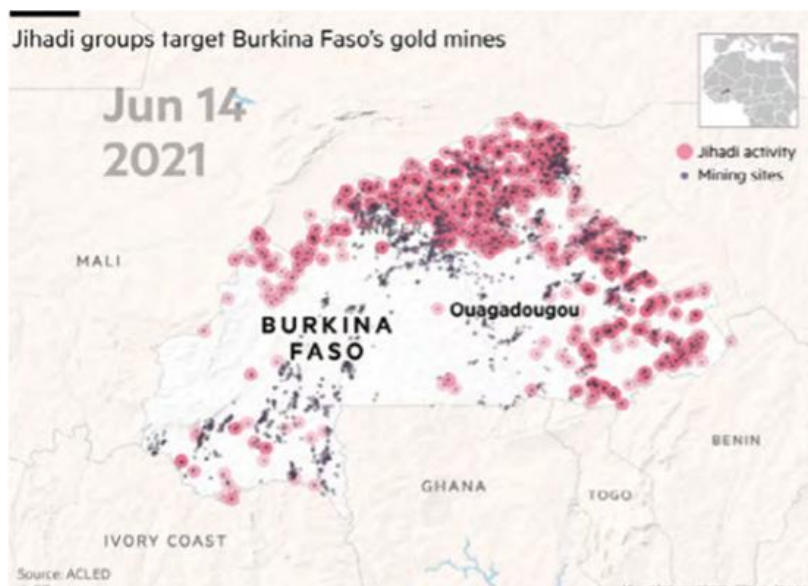 Jihadi groups target Burkina Faso's gold mines
Jun 14
2021
Jihadi activity
Mining sites
MALI
BURKINA
FASO
Ouagadougou
BENIN
GHANA
TOGO
IVORY COAST
Source: ACLED